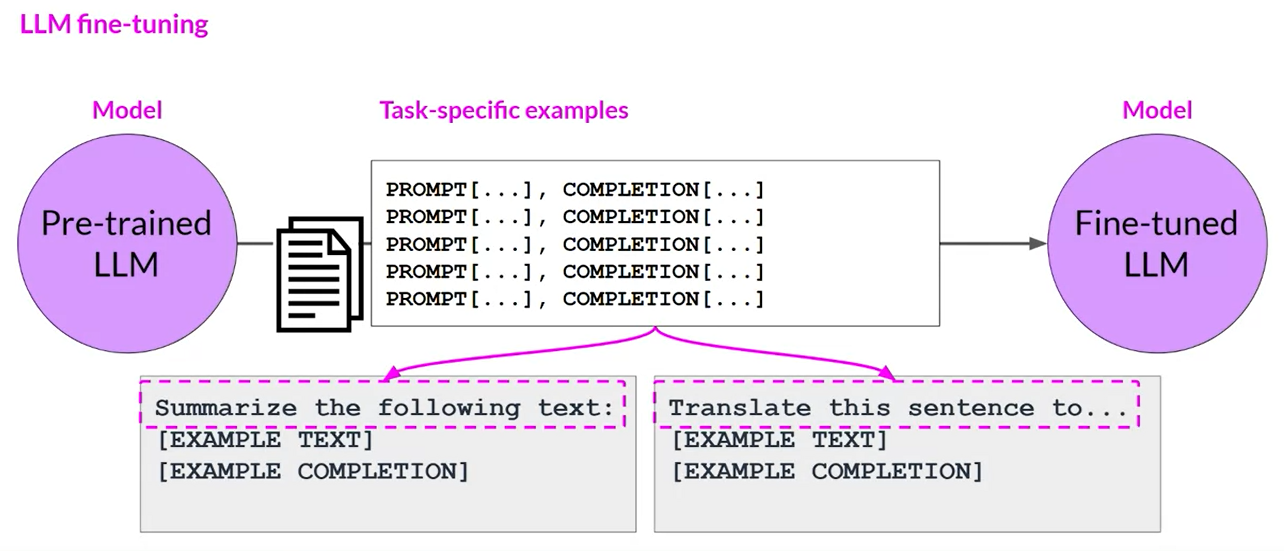 LLM fine-tuning
Model
Task-specific examples
Model
Pre-trained
LLM
PROMPT[...], COMPLETION[...]
PROMPT[...], COMPLETION[...]
PROMPT[...], COMPLETION[...]
PROMPT[...], COMPLETION[...]
PROMPT[...], COMPLETION[...]
Fine-tuned
LLM
Summarize the following text:
[EXAMPLE TEXT]
[EXAMPLE COMPLETION]
Translate this sentence to...
[EXAMPLE TEXT]
[EXAMPLE COMPLETION]